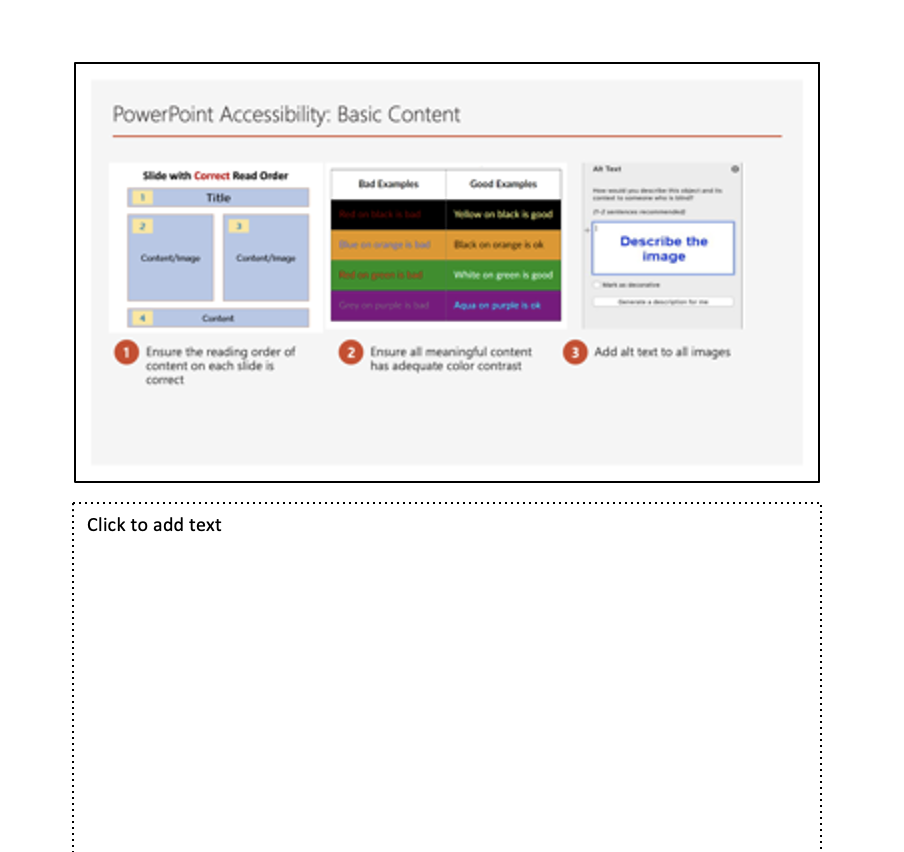 PowerPoint Accessibility: Basic Content
Slide with Correct Read Order
1
Title
2
Content/Image
3
Content/Image
4
Content
Bad Examples
Good Examples
Red on black is bad
Yellow on black is good
Blue on orange is bad
Black on orange is ok
Red on green is bad
White on green is good
Grey on purple is bad
Aqua on purple is ok
Alt Text
How would you describe this object and its
context to someone who is blind?
(1-2 sentences recommended)
Describe the
image
Mark as decorative
Generate a description for me
1
Ensure the reading order of
content on each slide is
correct
2
Ensure all meaningful content
has adequate color contrast
3
Add alt text to all images
Click to add text